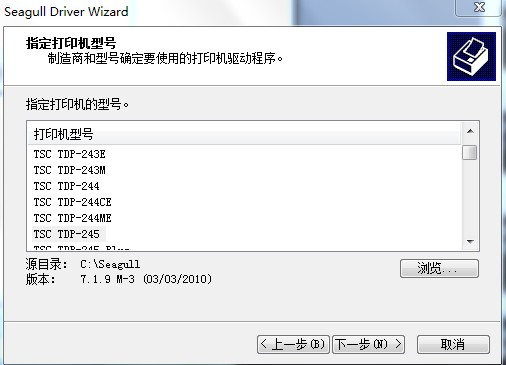 Seagull Driver Wizard
指定打印机型号
制造商和型号确定要使用的打印机驱动程序。
指定打印机的型号。
打印机型号
TSC TDP-243E
TSC TDP-243M
TSC TDP-244
TSC TDP-244CE
TSC TDP-244ME
TSC TDP-245
TSC TDP-245 Plus
源目录： C:\Seagull
浏览...
版本： 7.1.9 M-3 (03/03/2010)
< 上一步(B) 下一步(N) > 取消